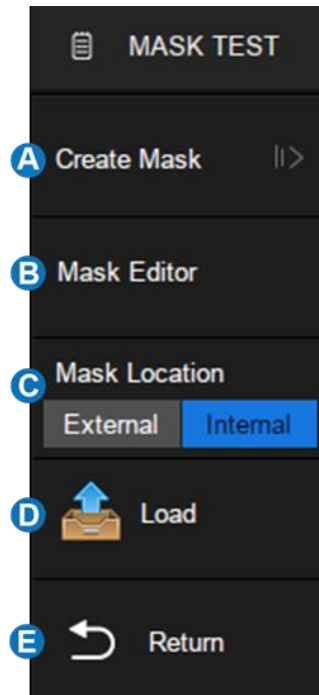 MASK TEST
A Create Mask
B Mask Editor
C Mask Location
External Internal
D Load
E Return